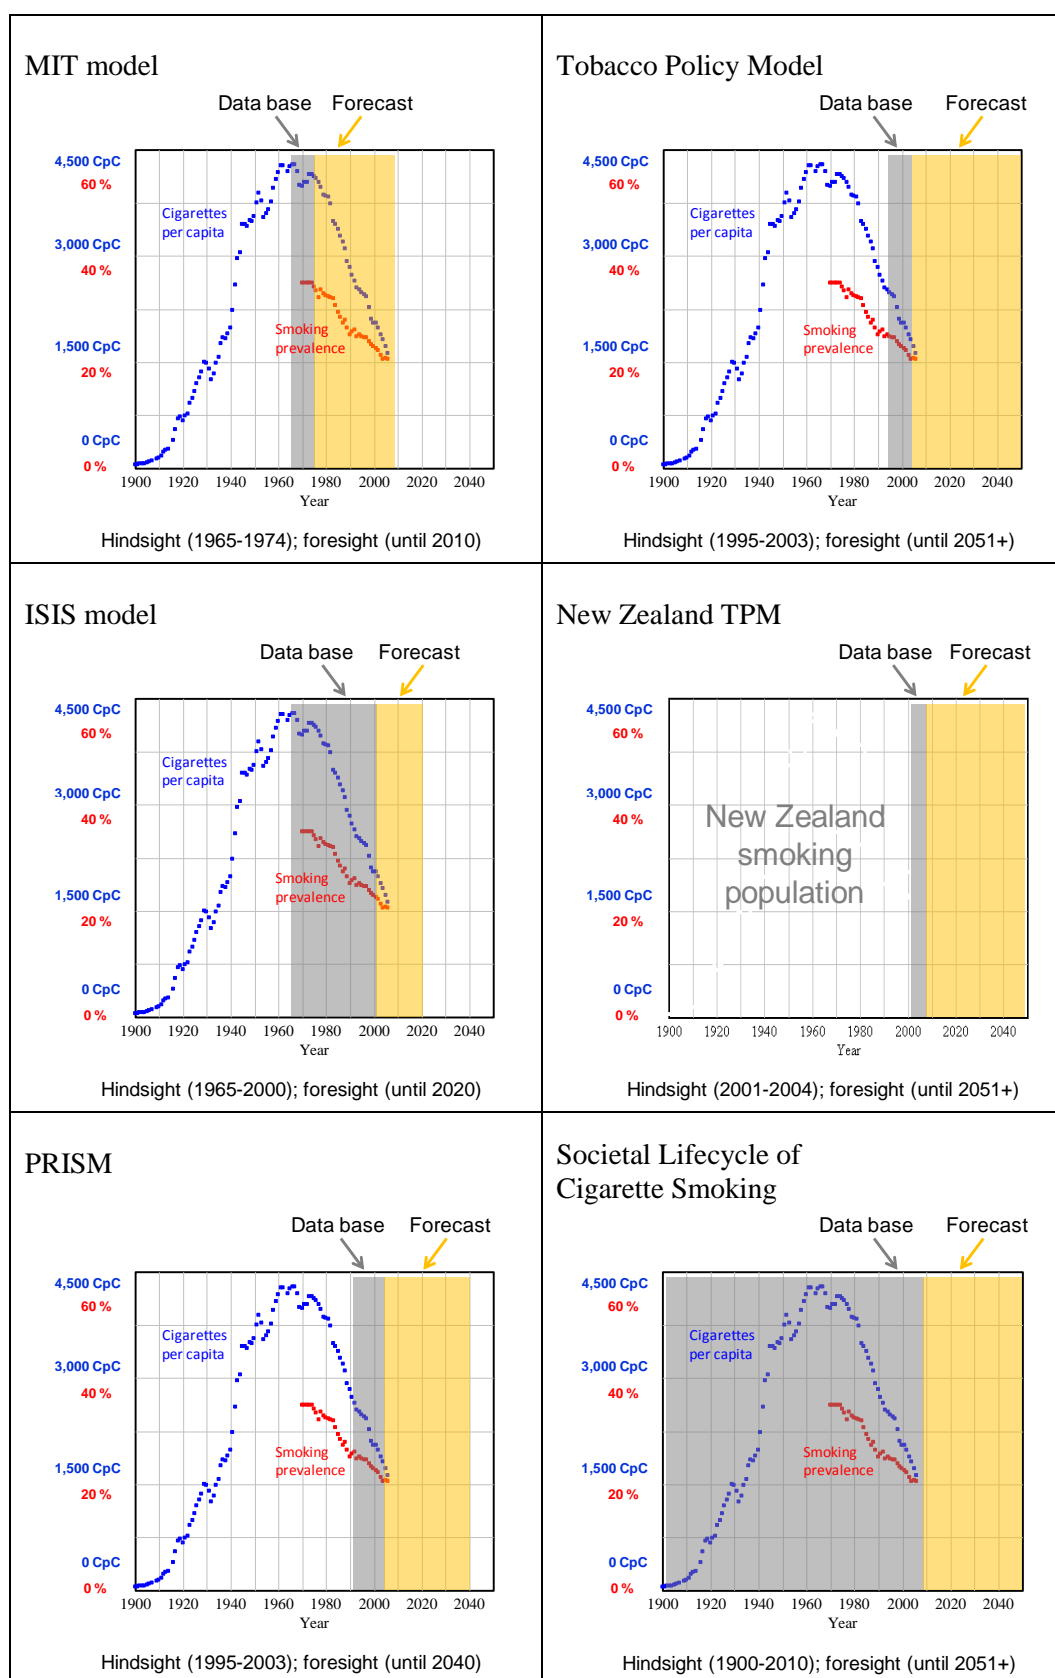 MIT model
Data base Forecast
4,500 CpC
60 %
Cigarettes
per capita
3,000 CpC
40 %
Smoking
prevalence
1,500 CpC
20 %
0 CpC
0 %
1900 1920 1940 1960 1980 2000 2020 2040
Year
Hindsight (1965-1974); foresight (until 2010)
Tobacco Policy Model
Data base Forecast
4,500 CpC
60 %
Cigarettes
per capita
3,000 CpC
40 %
Smoking
prevalence
1,500 CpC
20 %
0 CpC
0 %
1900 1920 1940 1960 1980 2000 2020 2040
Year
Hindsight (1995-2003); foresight (until 2051+)
ISIS model
Data base Forecast
4,500 CpC
60 %
Cigarettes
per capita
3,000 CpC
40 %
Smoking
prevalence
1,500 CpC
20 %
0 CpC
0 %
1900 1920 1940 1960 1980 2000 2020 2040
Year
Hindsight (1965-2000); foresight (until 2020)
New Zealand TPM
Data base Forecast
4,500 CpC
60 %
3,000 CpC
40 %
New Zealand
smoking
population
1,500 CpC
20 %
0 CpC
0 %
1900 1920 1940 1960 1980 2000 2020 2040
Year
Hindsight (2001-2004); foresight (until 2051+)
PRISM
Data base Forecast
4,500 CpC
60 %
Cigarettes
per capita
3,000 CpC
40 %
Smoking
prevalence
1,500 CpC
20 %
0 CpC
0 %
1900 1920 1940 1960 1980 2000 2020 2040
Year
Hindsight (1995-2003); foresight (until 2040)
Societal Lifecycle of
Cigarette Smoking
Data base Forecast
4,500 CpC
60 %
Cigarettes
per capita
3,000 CpC
40 %
Smoking
prevalence
1,500 CpC
20 %
0 CpC
0 %
1900 1920 1940 1960 1980 2000 2020 2040
Year
Hindsight (1900-2010); foresight (until 2051+)